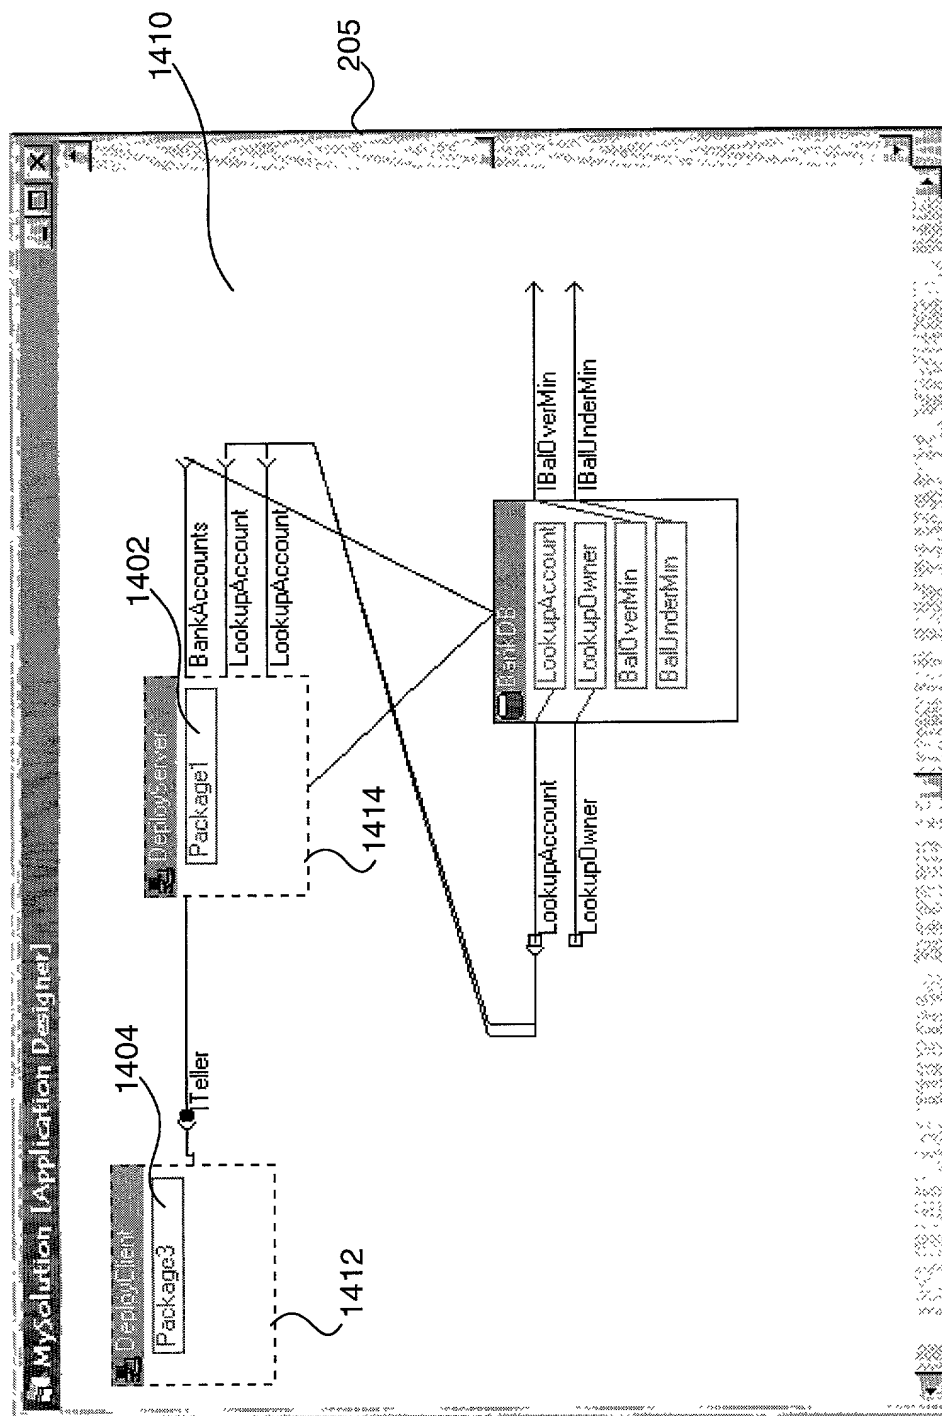 MySolution [Application Designer]
1410
205
DeployClient
Package3
1404
1412
ITeller
DeployServer
Package1
1402
1414
BankAccounts
LookupAccount
LookupAccount
LookupAccount
LookupOwner
BankDB
LookupAccount
LookupOwner
BalOverMin
BalUnderMin
IBalOverMin
IBalUnderMin